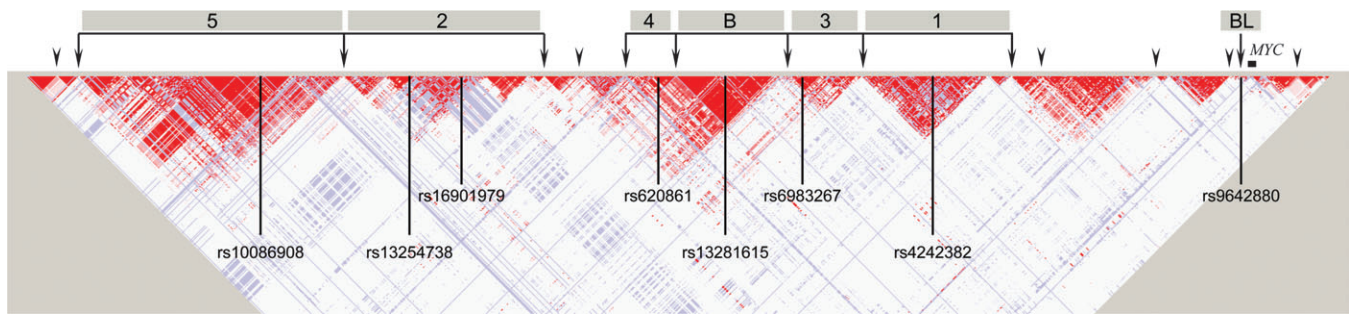 5 2 4 B 3 1 BL
MYC
rs16901979 rs620861 rs6983267 rs9642880
rs10086908 rs13254738 rs13281615 rs4242382